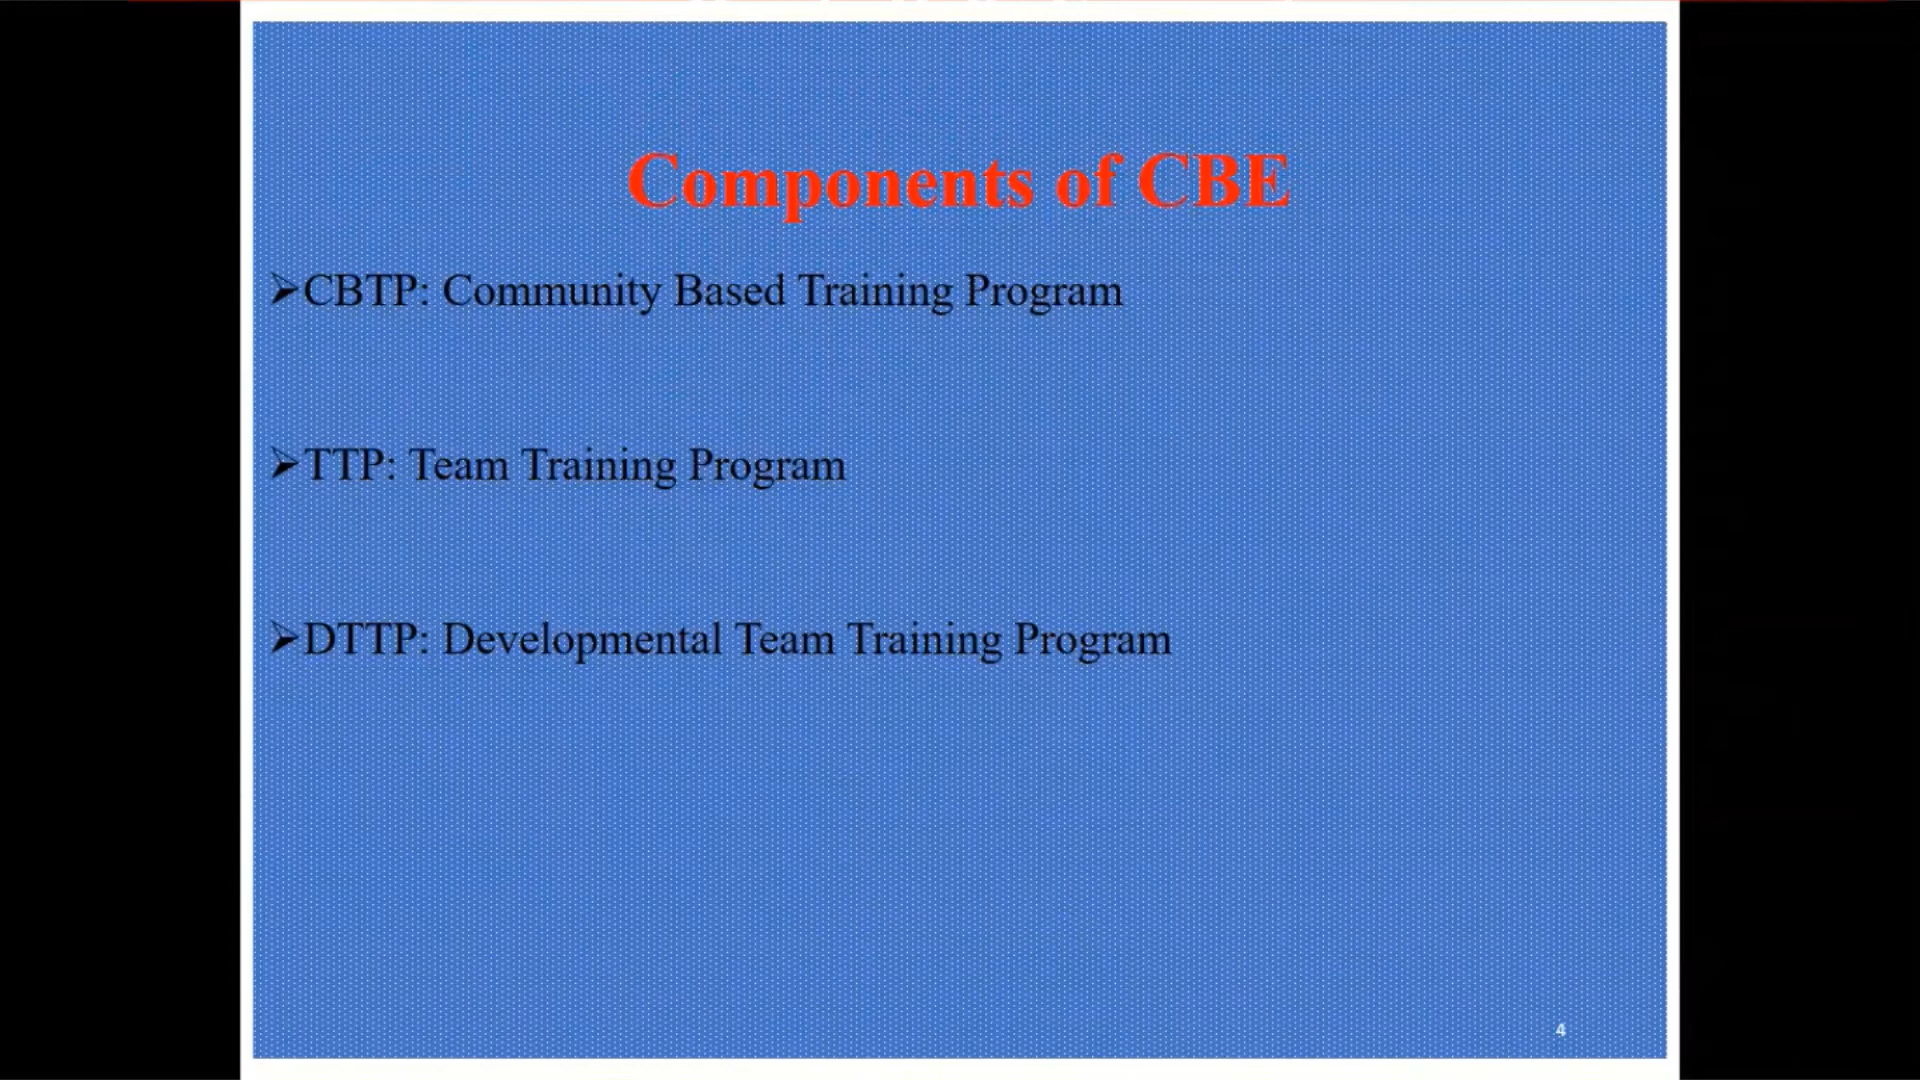 Components of CBE
➢CBTP: Community Based Training Program
➢TTP: Team Training Program
➢DTTP: Developmental Team Training Program
4